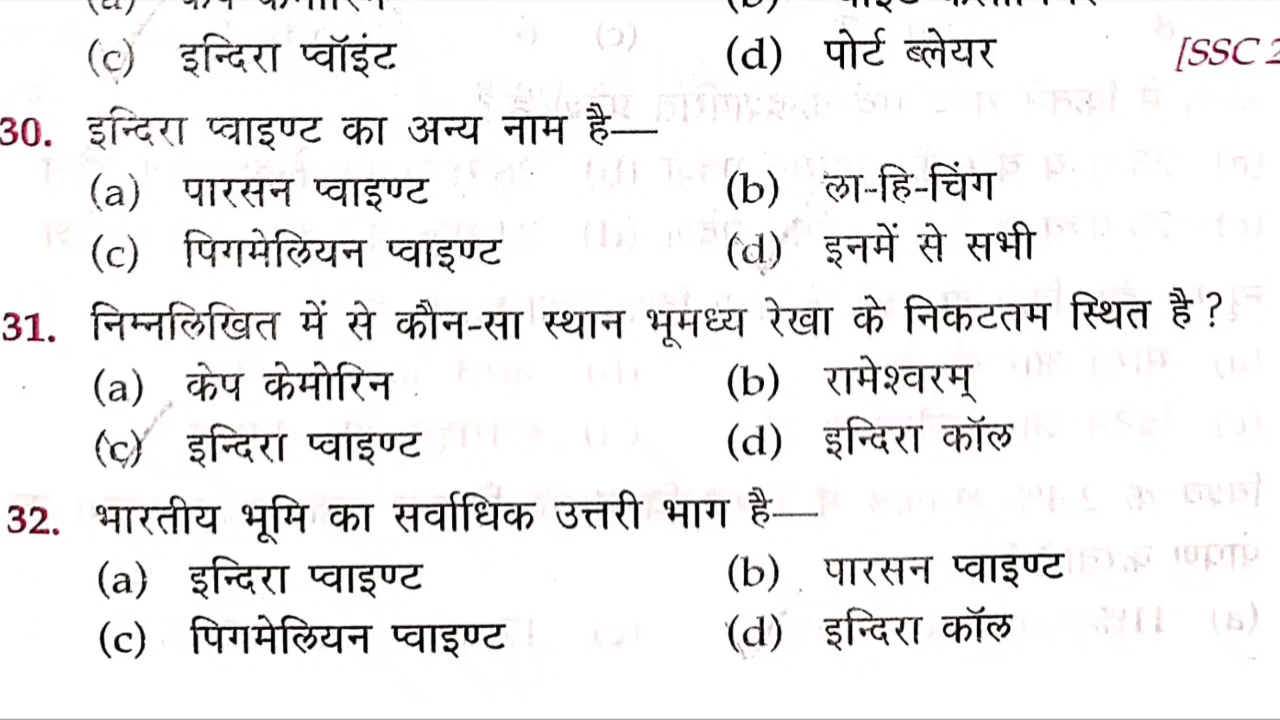 (c) इन्दिरा प्वॉइंट (d) पोर्ट ब्लेयर [SSC 2
30. इन्दिरा प्वाइण्ट का अन्य नाम है—
(a) पारसन प्वाइण्ट (b) ला-हि-चिंग
(c) पिगमेलियन प्वाइण्ट (d) इनमें से सभी
31. निम्नलिखित में से कौन-सा स्थान भूमध्य रेखा के निकटतम स्थित है?
(a) केप केमोरिन (b) रामेश्वरम्
(c) इन्दिरा प्वाइण्ट (d) इन्दिरा कॉल
32. भारतीय भूमि का सर्वाधिक उत्तरी भाग है—
(a) इन्दिरा प्वाइण्ट (b) पारसन प्वाइण्ट
(c) पिगमेलियन प्वाइण्ट (d) इन्दिरा कॉल